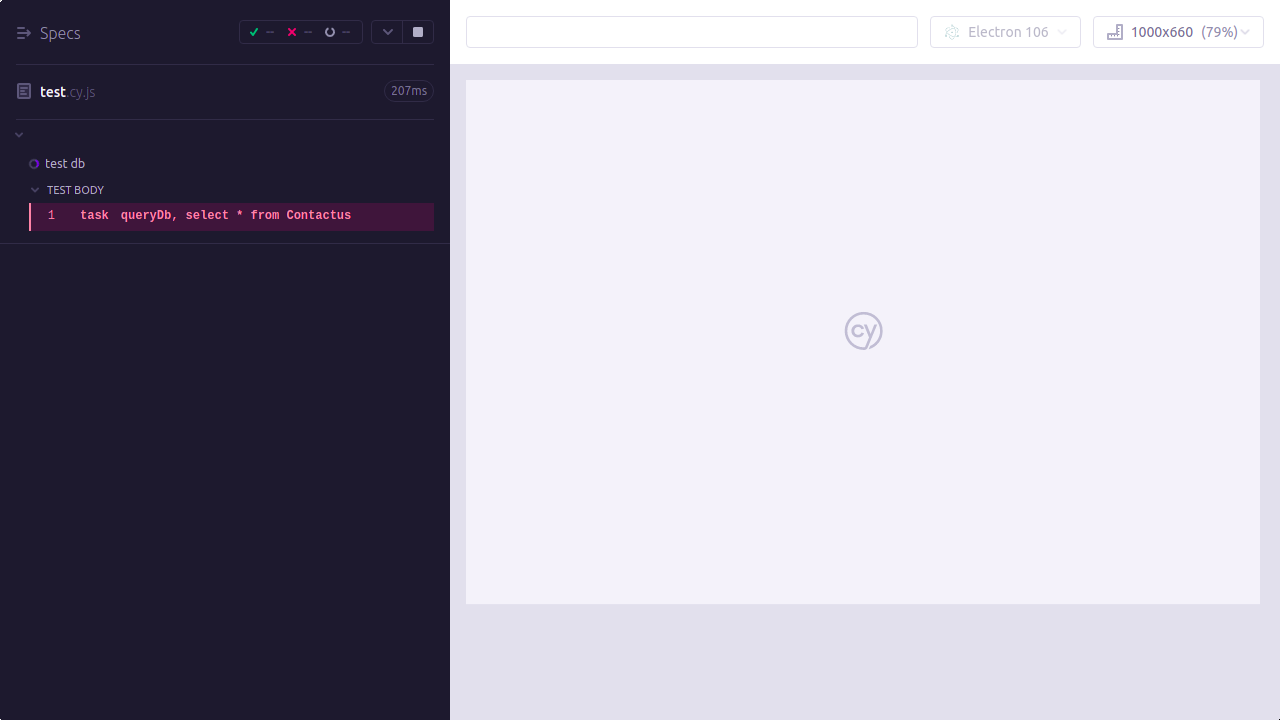 Specs
-- -- --
test.cy.js 207ms
test db
TEST BODY
1 task queryDb, select * from Contactus
Electron 106
1000x660 (79%)
cy